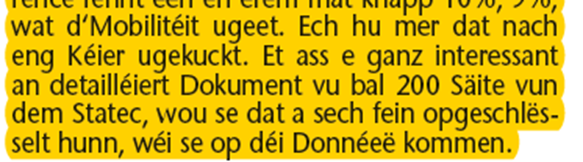 rence rennt een en erem mat knapp 10%, 9%,
wat d‘Mobilitéit ugeet. Ech hu mer dat nach
eng Kéier ugekuckt. Et ass e ganz interessant
an detailléiert Dokument vu bal 200 Säite vun
dem Statec, wou se dat a sech fein opgeschlës-
selt hunn, wéi se op déi Donnéeë kommen.